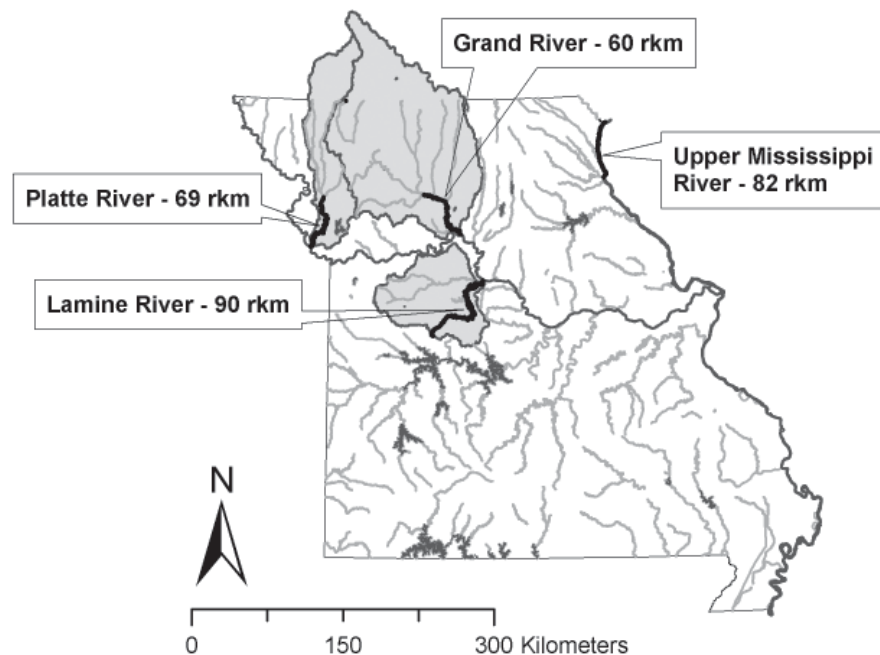 Grand River - 60 rkm
Upper Mississippi
River - 82 rkm
Platte River - 69 rkm
Lamine River - 90 rkm
N
0 150 300 Kilometers